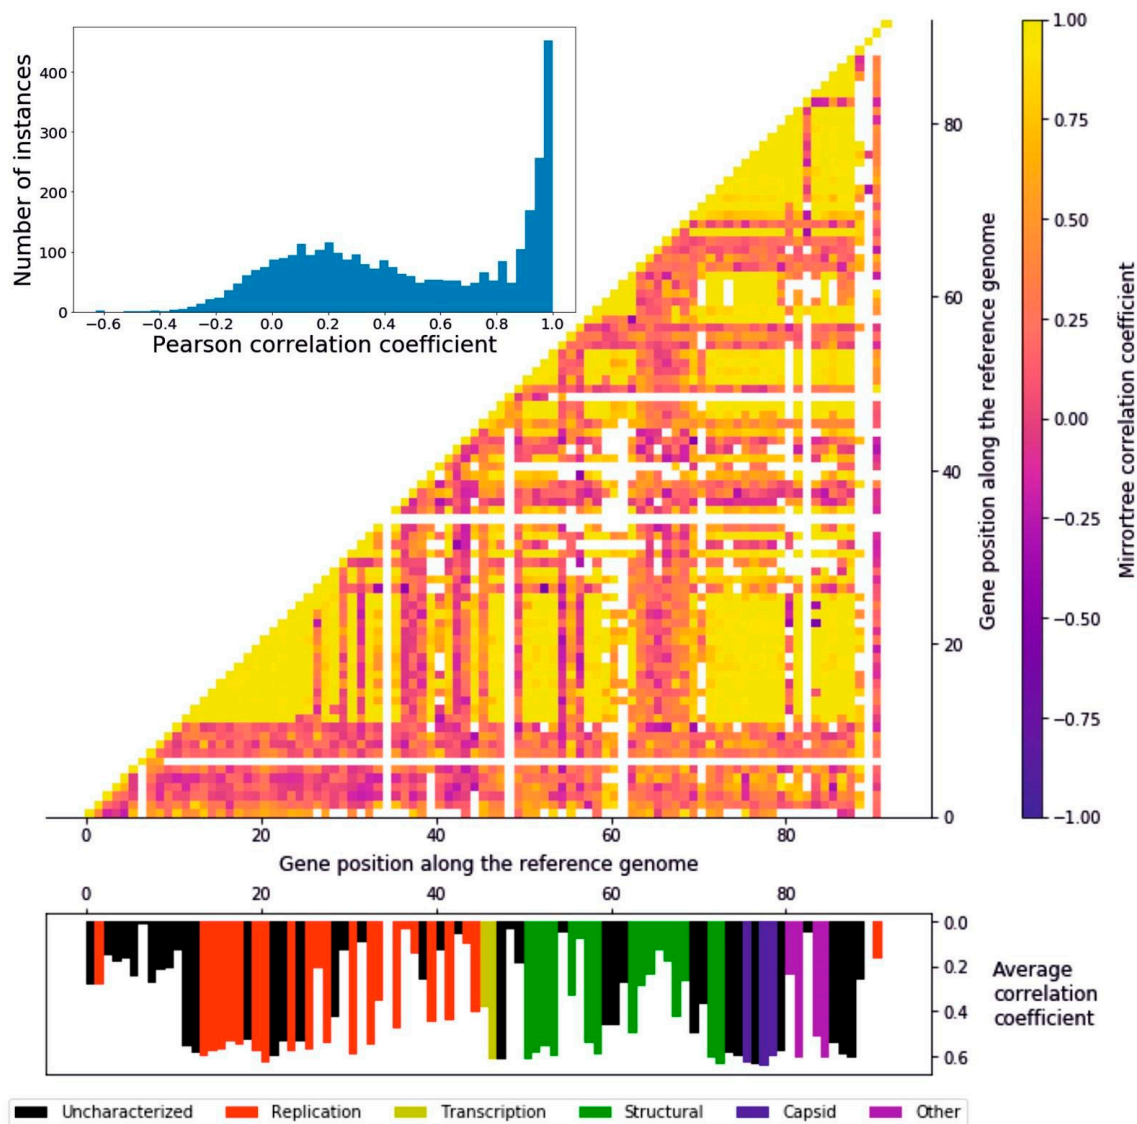 Number of instances
400
300
200
100
0
−0.6 −0.4 −0.2 0.0 0.2 0.4 0.6 0.8 1.0
Pearson correlation coefficient
80
60
40
20
0
Gene position along the reference genome
1.00
0.75
0.50
0.25
0.00
−0.25
−0.50
−0.75
−1.00
Mirrortree correlation coefficient
0 20 40 60 80
Gene position along the reference genome
0 20 40 60 80
0.0
0.2
0.4
0.6
Average
correlation
coefficient
Uncharacterized Replication Transcription Structural Capsid Other